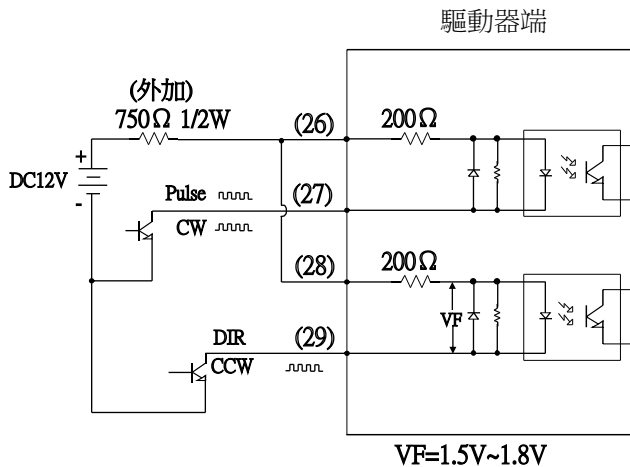 驅動器端
(外加)
750Ω 1/2W
(26)
200Ω
+
DC12V
-
Pulse
CW
(27)
(28)
200Ω
VF
DIR
CCW
(29)
VF=1.5V~1.8V